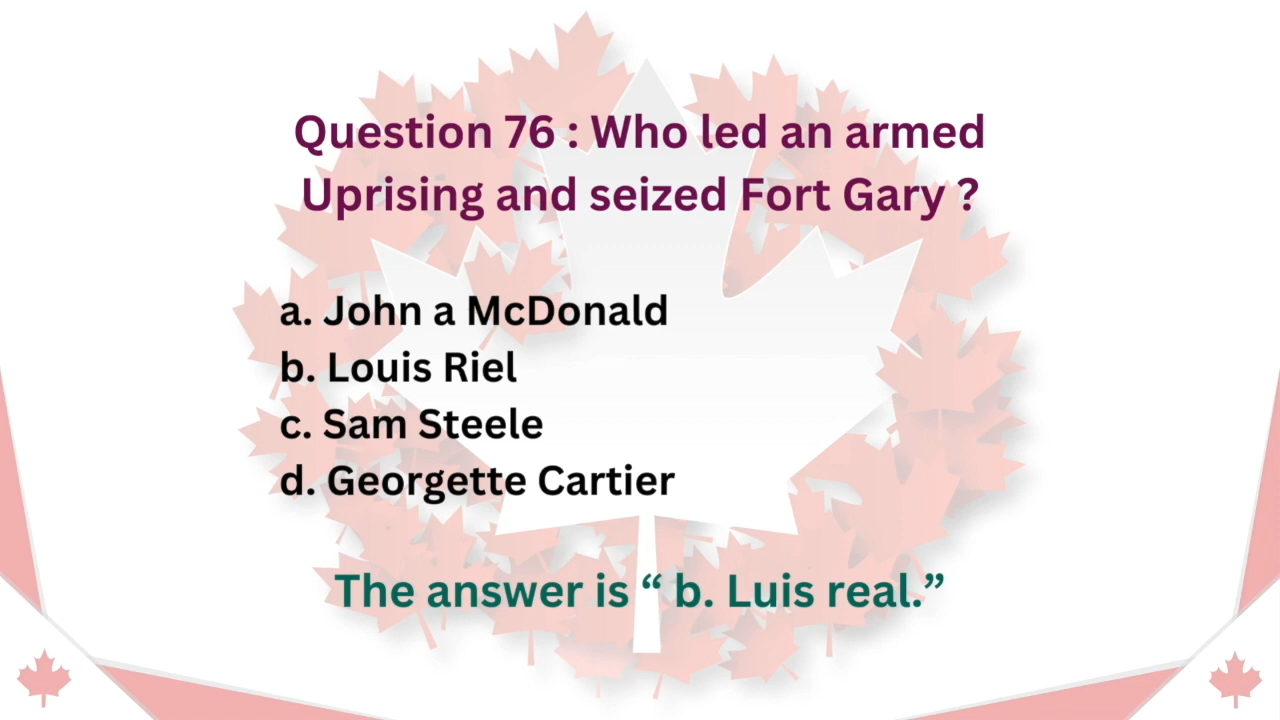 Question 76 : Who led an armed
Uprising and seized Fort Gary ?
a. John a McDonald
b. Louis Riel
c. Sam Steele
d. Georgette Cartier
The answer is “ b. Luis real.”